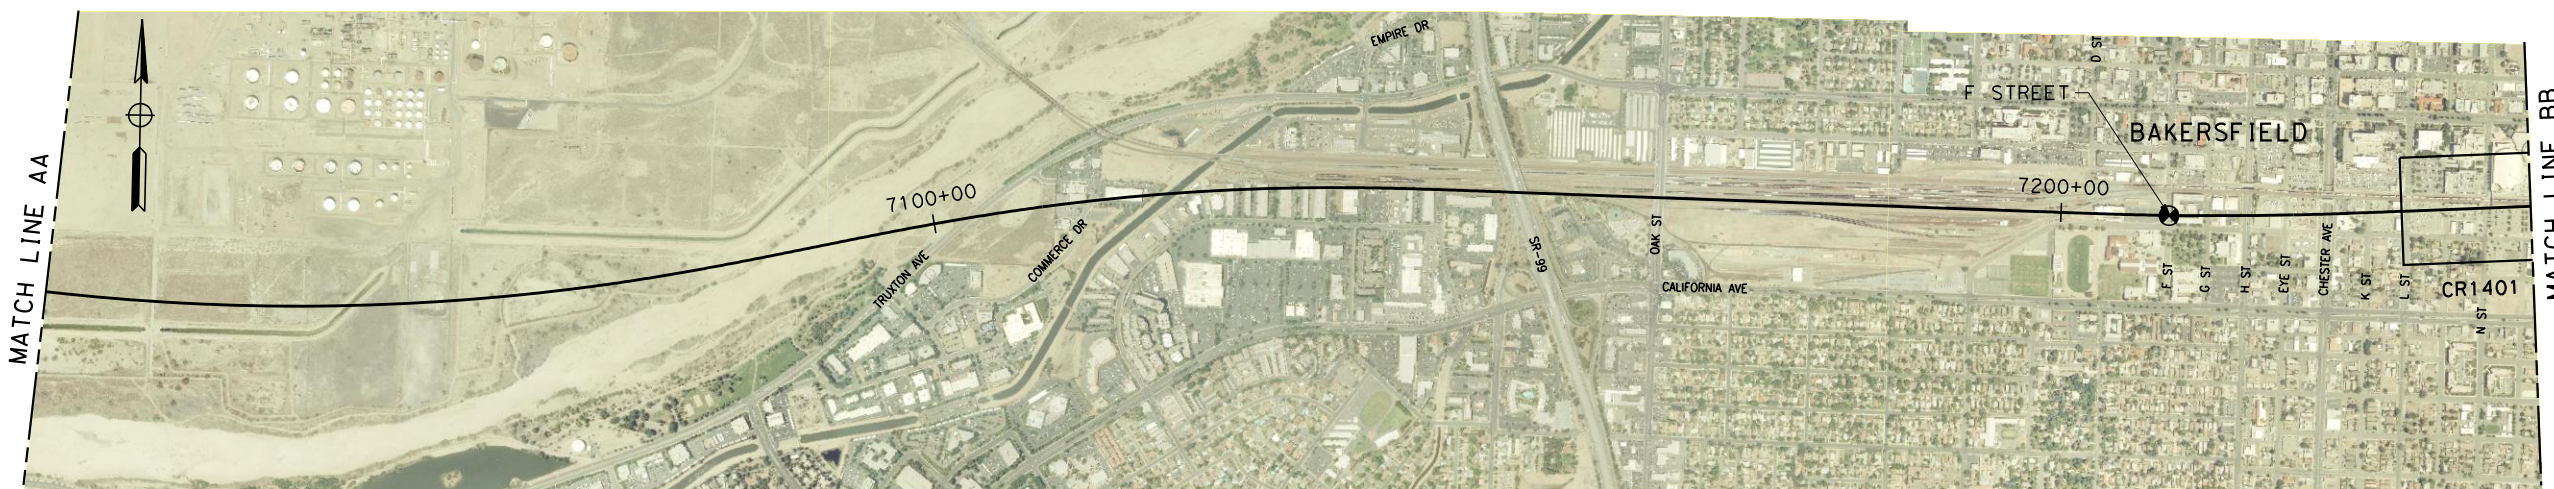 MATCH LINE AA
EMPIRE DR
D ST
F STREET
BAKERSFIELD
MATCH LINE BB
7100+00
7200+00
TRUXTON AVE
COMMERCE DR
SR-99
OAK ST
CALIFORNIA AVE
F ST
G ST
H ST
EYE ST
CHESTER AVE
K ST
L ST
CR1401
N ST